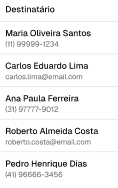 Destinatário
Maria Oliveira Santos
(11) 99999-1234
Carlos Eduardo Lima
carlos.lima@email.com
Ana Paula Ferreira
(31) 97777-9012
Roberto Almeida Costa
roberto.costa@email.com
Pedro Henrique Dias
(41) 96666-3456